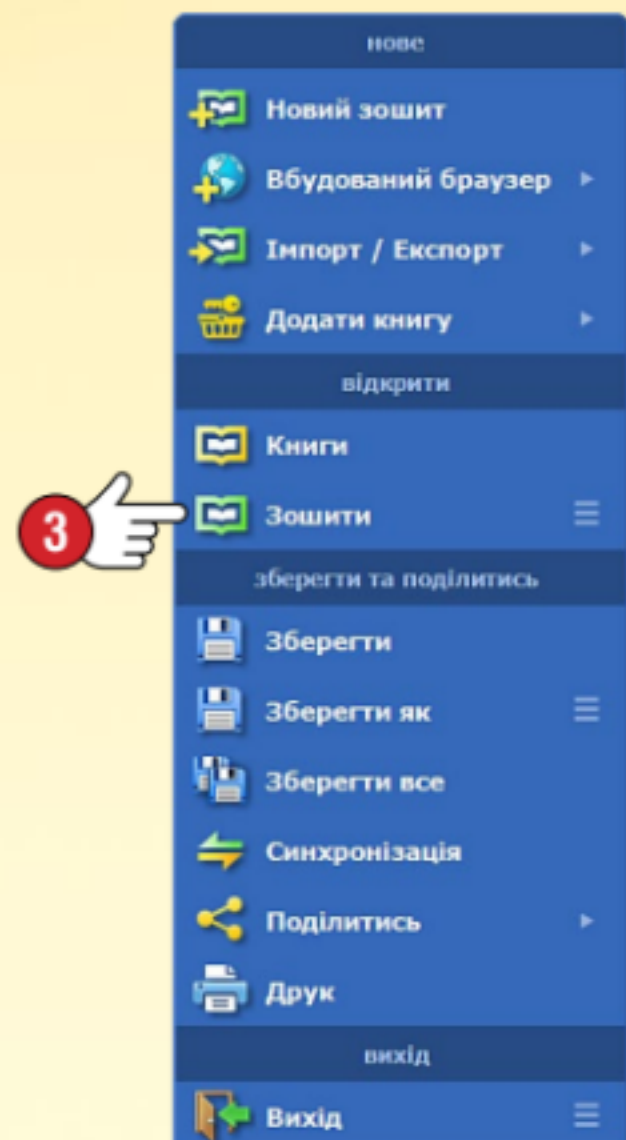 нове
Новий зошит
Вбудований браузер
Імпорт / Експорт
Додати книгу
відкрити
Книги
3
Зошити
зберегти та поділитись
Зберегти
Зберегти як
Зберегти все
Синхронізація
Поділитись
Друк
вихід
Вихід